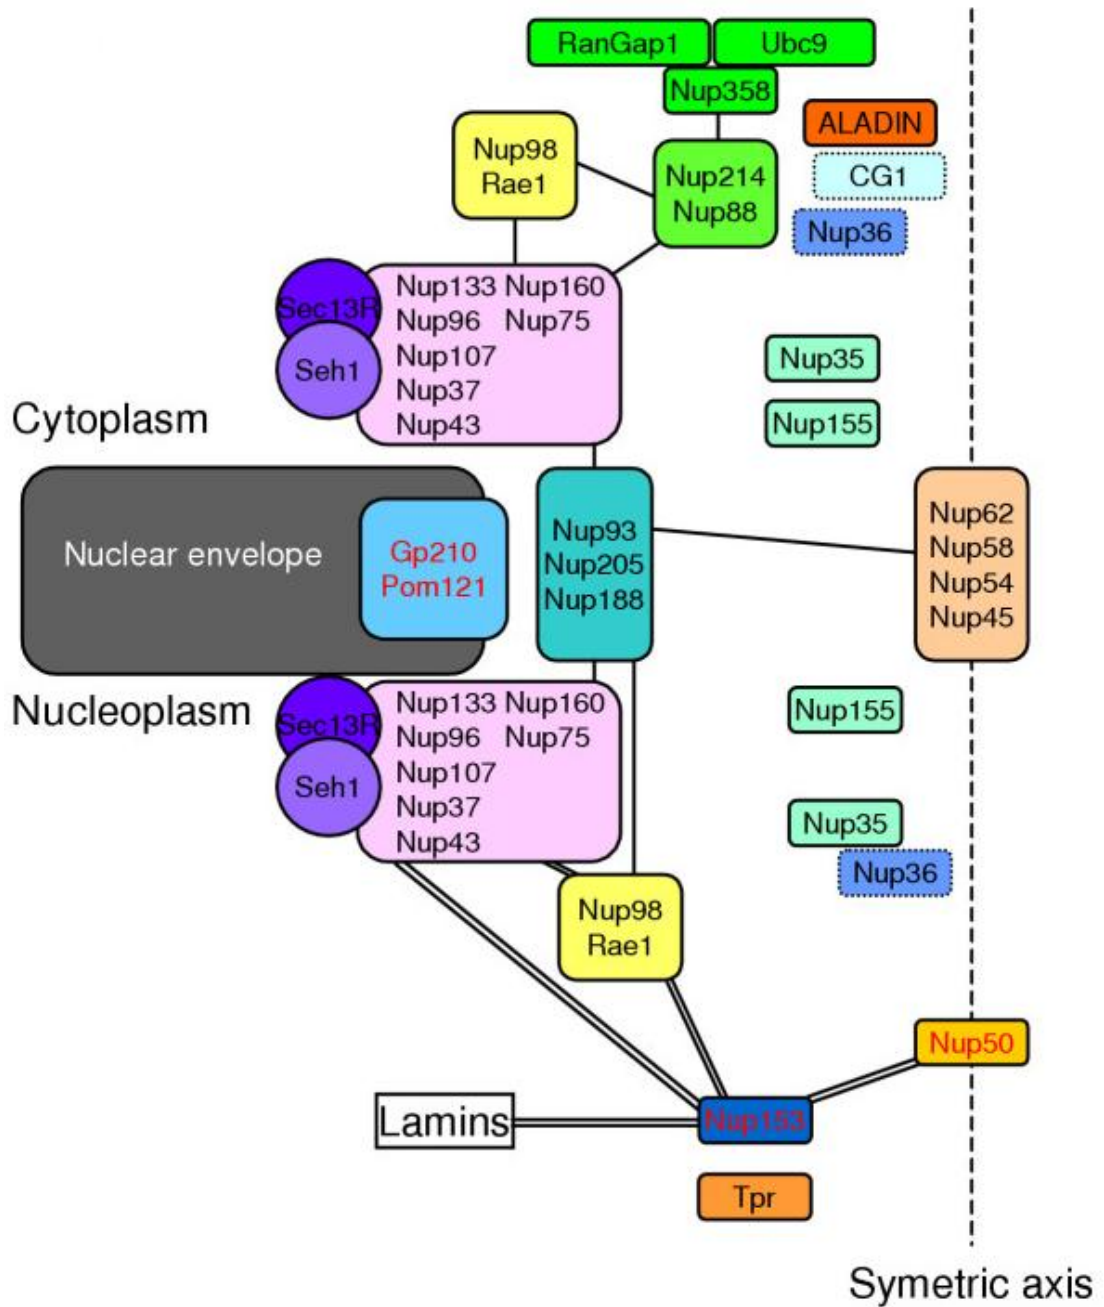 RanGap1 Ubc9
Nup358
ALADIN
Nup98
Rae1
Nup214
Nup88
CG1
Nup36
Sec13R
Seh1
Nup133 Nup160
Nup96 Nup75
Nup107
Nup37
Nup43
Nup35
Nup155
Cytoplasm
Nuclear envelope
Gp210
Pom121
Nup93
Nup205
Nup188
Nup62
Nup58
Nup54
Nup45
Nucleoplasm
Sec13R
Seh1
Nup133 Nup160
Nup96 Nup75
Nup107
Nup37
Nup43
Nup155
Nup35
Nup36
Nup98
Rae1
Nup50
Lamins
Nup153
Tpr
Symetric axis